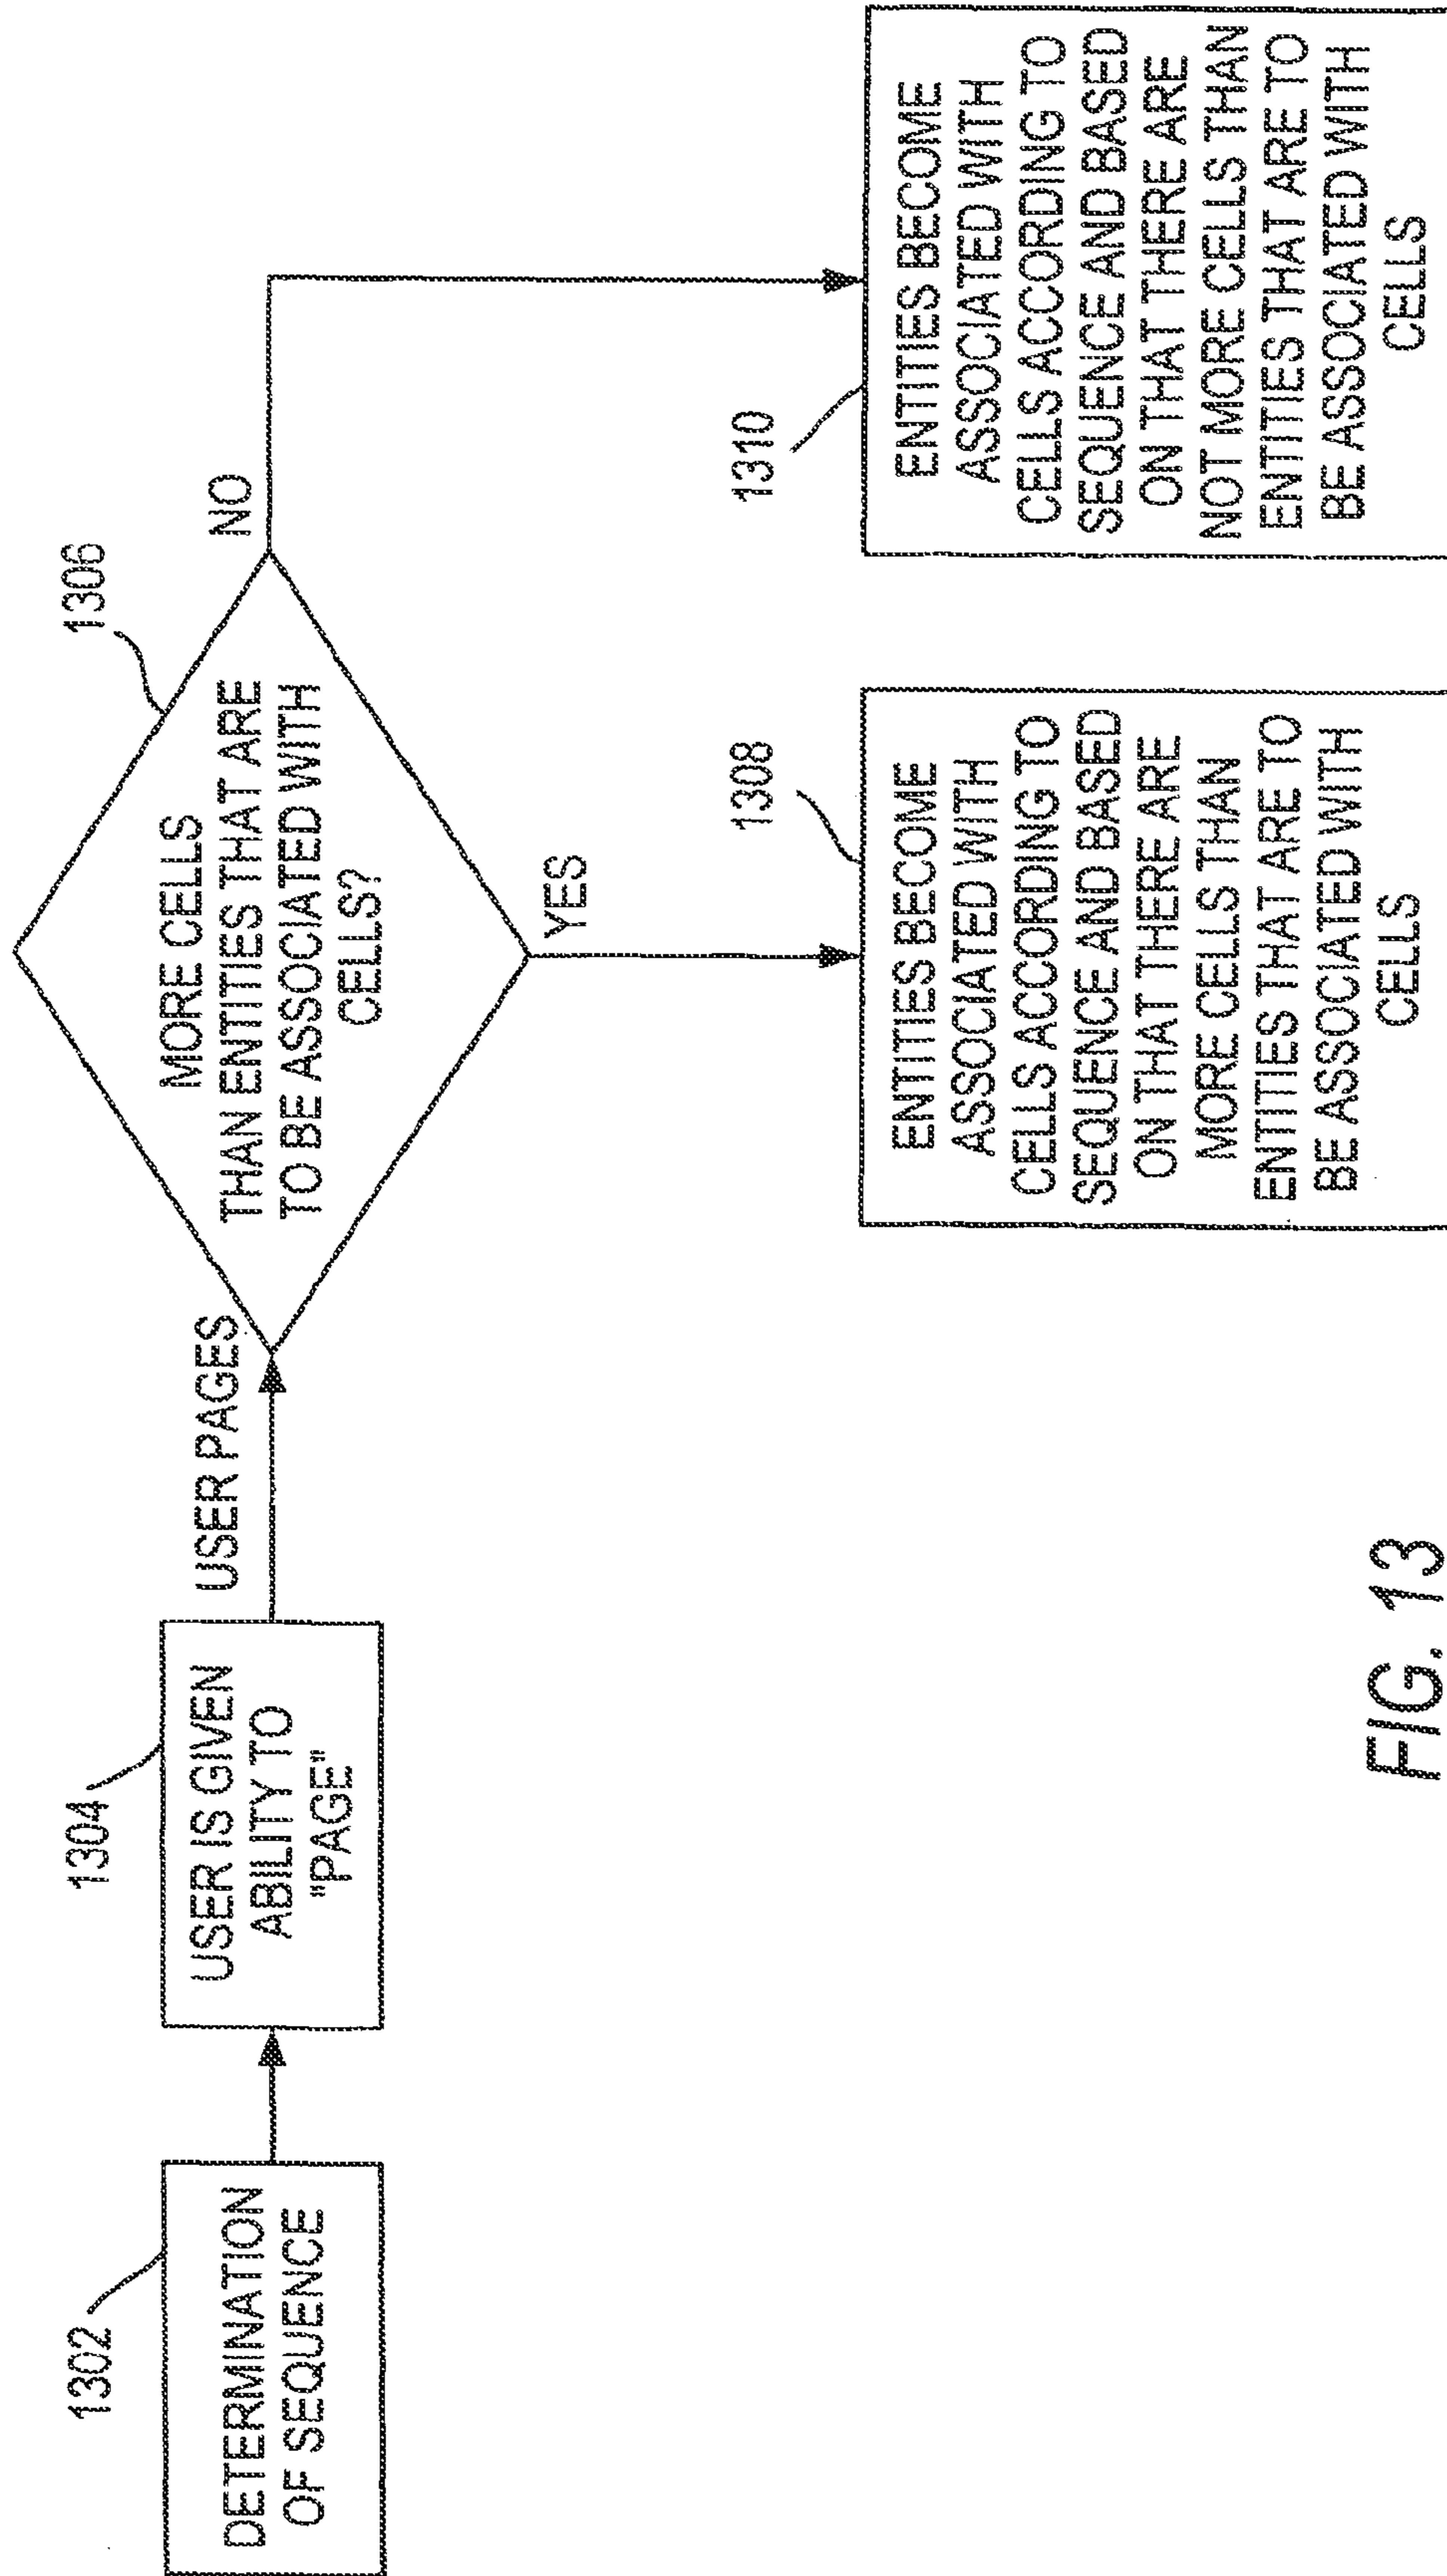 1302
DETERMINATION
OF SEQUENCE
1304
USER IS GIVEN
ABILITY TO
"PAGE"
USER PAGES
1306
MORE CELLS
THAN ENTITIES THAT ARE
TO BE ASSOCIATED WITH
CELLS?
NO
YES
1308
ENTITIES BECOME
ASSOCIATED WITH
CELLS ACCORDING TO
SEQUENCE AND BASED
ON THAT THERE ARE
MORE CELLS THAN
ENTITIES THAT ARE TO
BE ASSOCIATED WITH
CELLS
1310
ENTITIES BECOME
ASSOCIATED WITH
CELLS ACCORDING TO
SEQUENCE AND BASED
ON THAT THERE ARE
NOT MORE CELLS THAN
ENTITIES THAT ARE TO
BE ASSOCIATED WITH
CELLS
FIG. 13